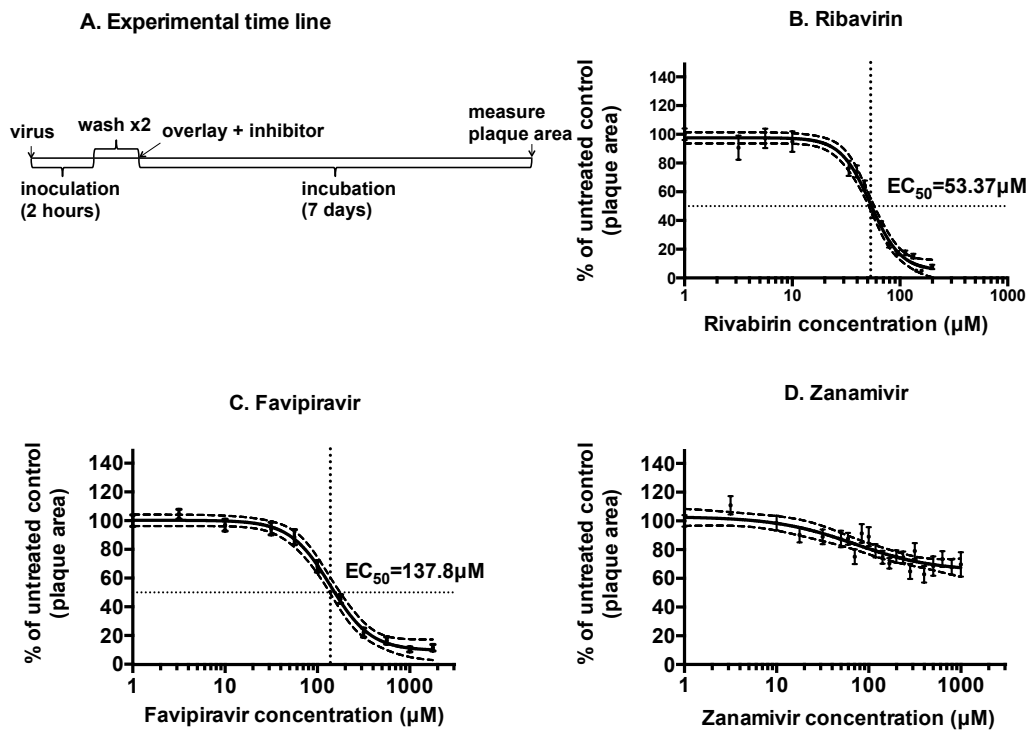 A. Experimental time line
virus
wash x2
overlay + inhibitor
measure
plaque area
inoculation
(2 hours)
incubation
(7 days)
B. Ribavirin
% of untreated control
(plaque area)
140
120
100
80
60
40
20
0
EC50=53.37µM
1
10
100
1000
Rivabirin concentration (µM)
C. Favipiravir
% of untreated control
(plaque area)
140
120
100
80
60
40
20
0
EC50=137.8µM
1
10
100
1000
Favipiravir concentration (µM)
D. Zanamivir
% of untreated control
(plaque area)
140
120
100
80
60
40
20
0
1
10
100
1000
Zanamivir concentration (µM)